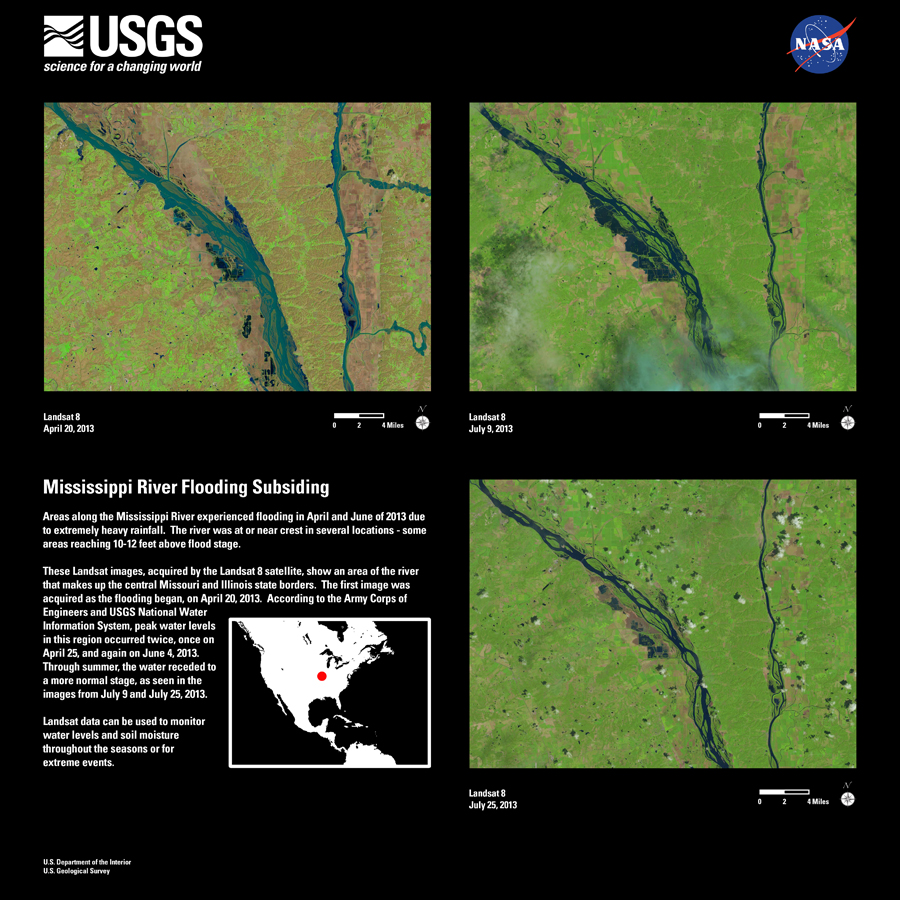 USGS
science for a changing world
NASA
Landsat 8
April 20, 2013
0 2 4 Miles
N
Landsat 8
July 9, 2013
0 2 4 Miles
N
Mississippi River Flooding Subsiding
Areas along the Mississippi River experienced flooding in April and June of 2013 due
to extremely heavy rainfall. The river was at or near crest in several locations - some
areas reaching 10-12 feet above flood stage.
These Landsat images, acquired by the Landsat 8 satellite, show an area of the river
that makes up the central Missouri and Illinois state borders. The first image was
acquired as the flooding began, on April 20, 2013. According to the Army Corps of
Engineers and USGS National Water
Information System, peak water levels
in this region occurred twice, once on
April 25, and again on June 4, 2013.
Through summer, the water receded to
a more normal stage, as seen in the
images from July 9 and July 25, 2013.
Landsat data can be used to monitor
water levels and soil moisture
throughout the seasons or for
extreme events.
Landsat 8
July 25, 2013
0 2 4 Miles
N
U.S. Department of the Interior
U.S. Geological Survey